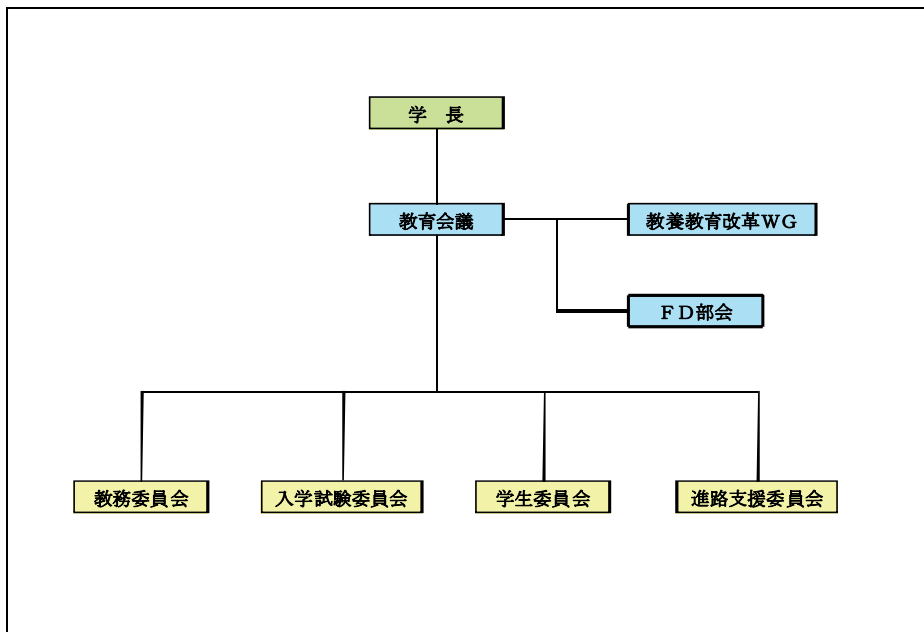 学　長
教育会議
教養教育改革ＷＧ
ＦＤ部会
教務委員会
入学試験委員会
学生委員会
進路支援委員会